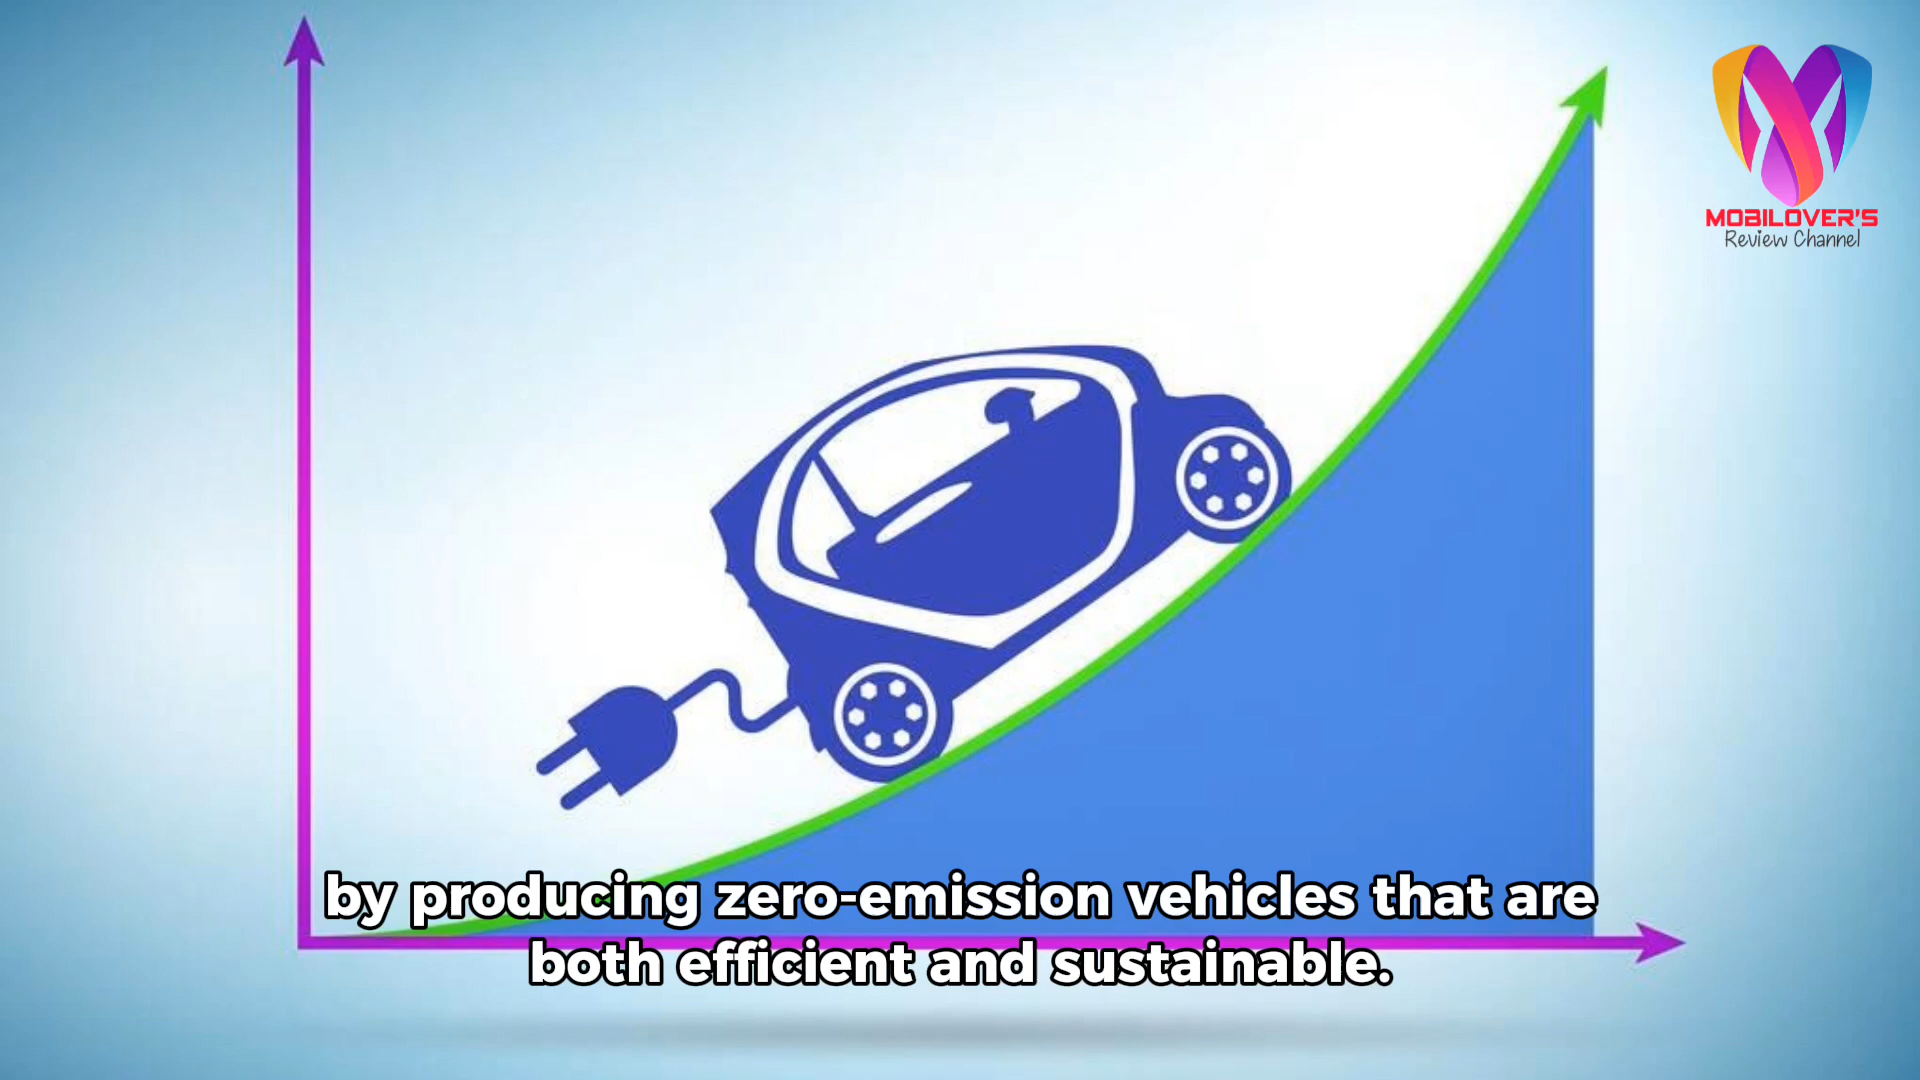 MOBILOVER'S
Review Channel
by producing zero-emission vehicles that are
both efficient and sustainable.